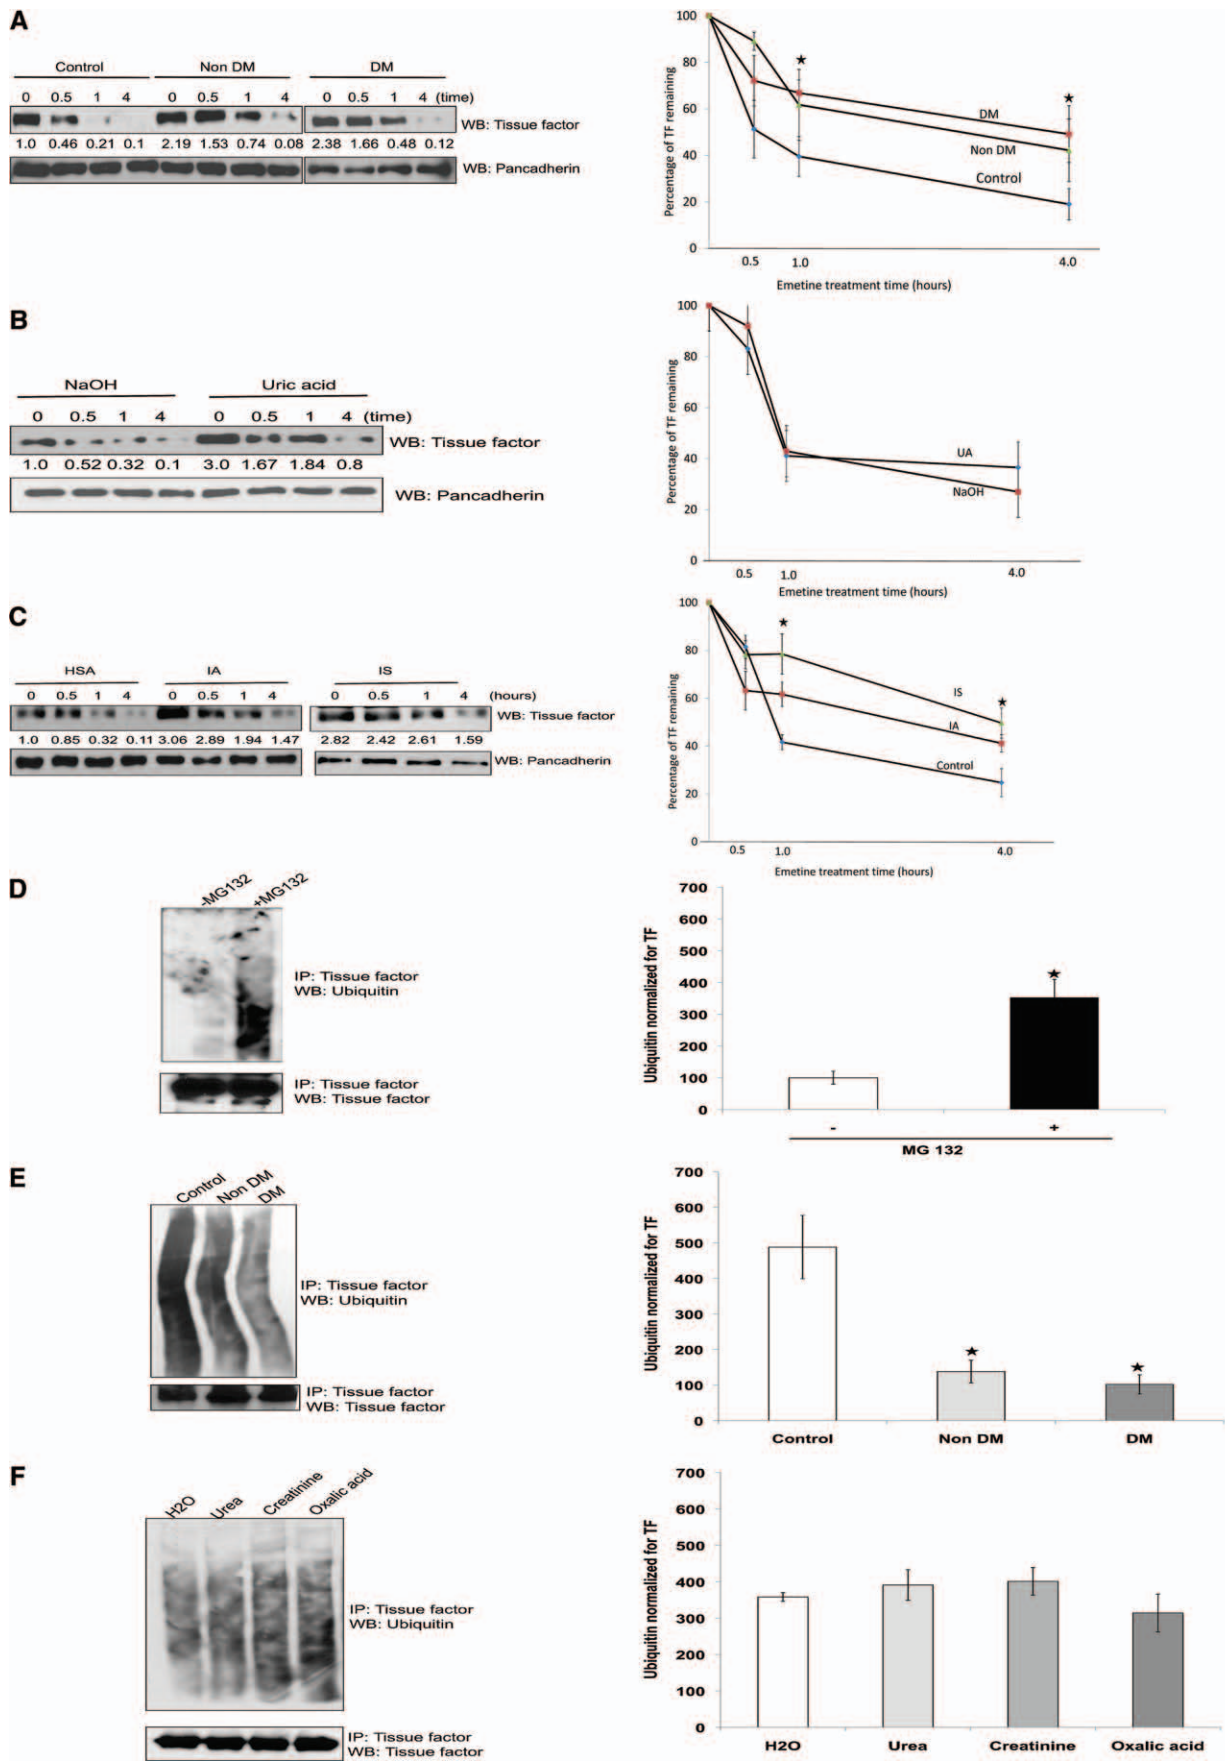 A
Control Non DM DM
0 0.5 1 4 0 0.5 1 4 0 0.5 1 4 (time)
WB: Tissue factor
1.0 0.46 0.21 0.1 2.19 1.53 0.74 0.08 2.38 1.66 0.48 0.12
WB: Pancadherin
Percentage of TF remaining
100
80
60
40
20
0
DM
Non DM
Control
0.5 1.0 4.0
Emetine treatment time (hours)
B
NaOH Uric acid
0 0.5 1 4 0 0.5 1 4 (time)
WB: Tissue factor
1.0 0.52 0.32 0.1 3.0 1.67 1.84 0.8
WB: Pancadherin
Percentage of TF remaining
100
80
60
40
20
0
UA
NaOH
0.5 1.0 4.0
Emetine treatment time (hours)
C
HSA IA IS
0 0.5 1 4 0 0.5 1 4 0 0.5 1 4 (hours)
WB: Tissue factor
1.0 0.85 0.32 0.11 3.06 2.89 1.94 1.47 2.82 2.42 2.61 1.59
WB: Pancadherin
Percentage of TF remaining
100
80
60
40
20
0
IS
IA
Control
0.5 1.0 4.0
Emetine treatment time (hours)
D
-MG132 +MG132
IP: Tissue factor
WB: Ubiquitin
IP: Tissue factor
WB: Tissue factor
Ubiquitin normalized for TF
700
600
500
400
300
200
100
0
- +
MG 132
E
Control Non DM DM
IP: Tissue factor
WB: Ubiquitin
IP: Tissue factor
WB: Tissue factor
Ubiquitin normalized for TF
700
600
500
400
300
200
100
0
Control Non DM DM
F
H2O Urea Creatinine Oxalic acid
IP: Tissue factor
WB: Ubiquitin
IP: Tissue factor
WB: Tissue factor
Ubiquitin normalized for TF
700
600
500
400
300
200
100
0
H2O Urea Creatinine Oxalic acid